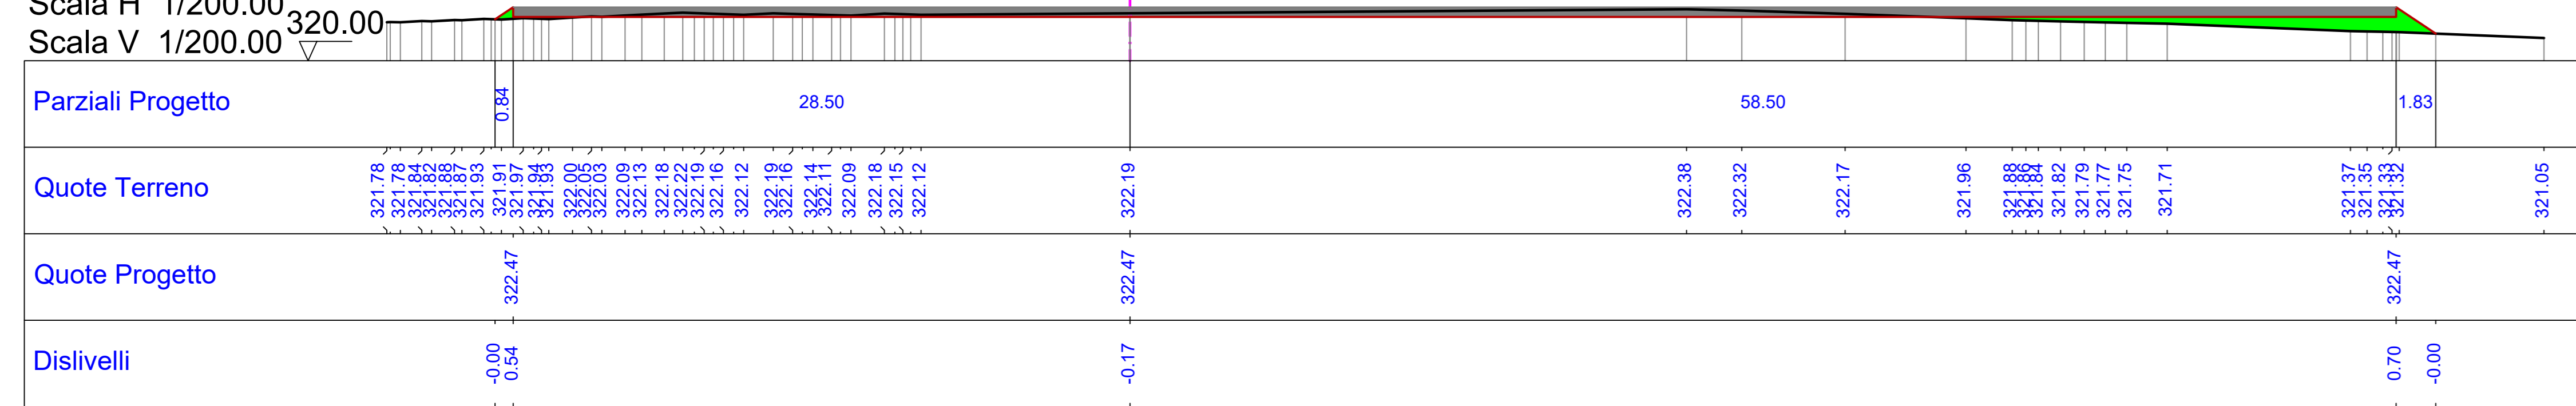 Scala H 1/200.00
320.00
Scala V 1/200.00
Parziali Progetto
0.84 28.50 58.50 1.83
Quote Terreno
321.78 321.78 321.84 321.82 321.88 321.87 321.93 321.91 321.97 321.94 321.93 322.00 322.05 322.03 322.09 322.13 322.18 322.22 322.19 322.16 322.12 322.19 322.16 322.14 322.11 322.09 322.18 322.15 322.12 322.19 322.38 322.32 322.17 321.96 321.88 321.86 321.84 321.82 321.79 321.77 321.75 321.71 321.37 321.35 321.33 321.32 321.05
Quote Progetto
322.47 322.47 322.47
Dislivelli
-0.00 0.54 -0.17 0.70 -0.00